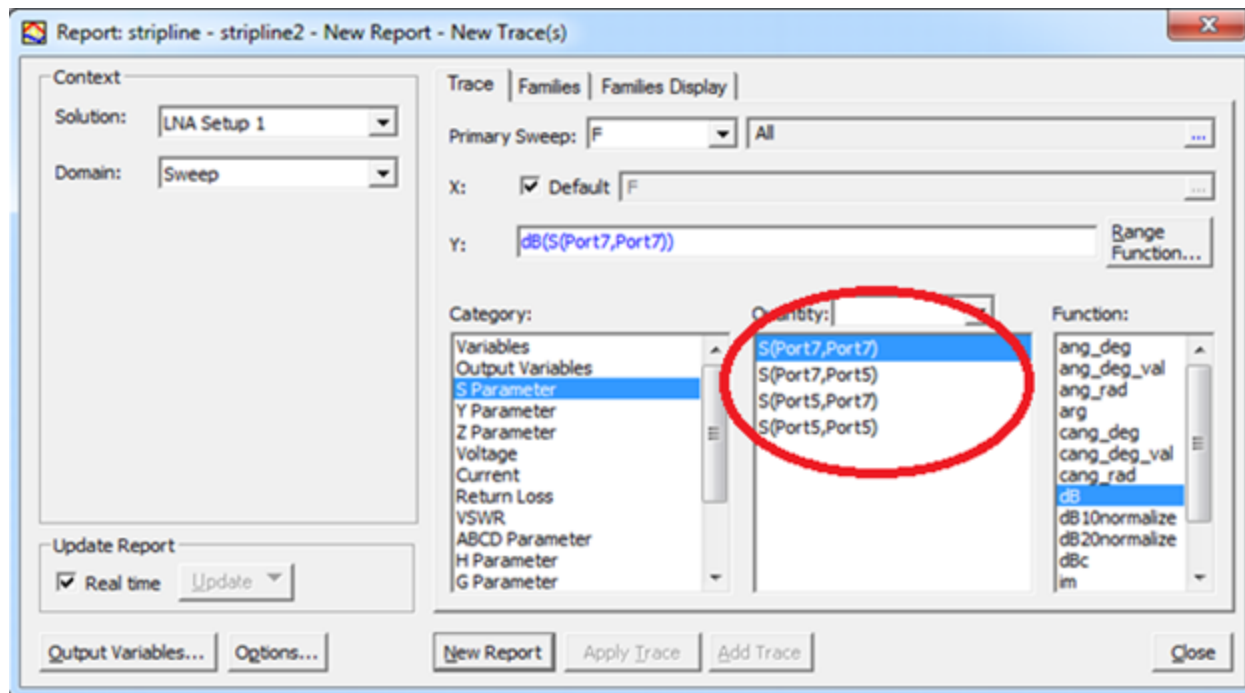 Report: stripline - stripline2 - New Report - New Trace(s)
Context
Solution: LNA Setup 1
Domain: Sweep
Update Report
Real time Update
Output Variables... Options...
Trace Families Families Display
Primary Sweep: F All ...
X: Default F ...
Y: dB(S(Port7,Port7))
Range
Function...
Category:
Variables
Output Variables
S Parameter
Y Parameter
Z Parameter
Voltage
Current
Return Loss
VSWR
ABCD Parameter
H Parameter
G Parameter
Quantity:
S(Port7,Port7)
S(Port7,Port5)
S(Port5,Port7)
S(Port5,Port5)
Function:
ang_deg
ang_deg_val
ang_rad
arg
cang_deg
cang_deg_val
cang_rad
dB
dB10normalize
dB20normalize
dBc
im
New Report Apply Trace Add Trace Close